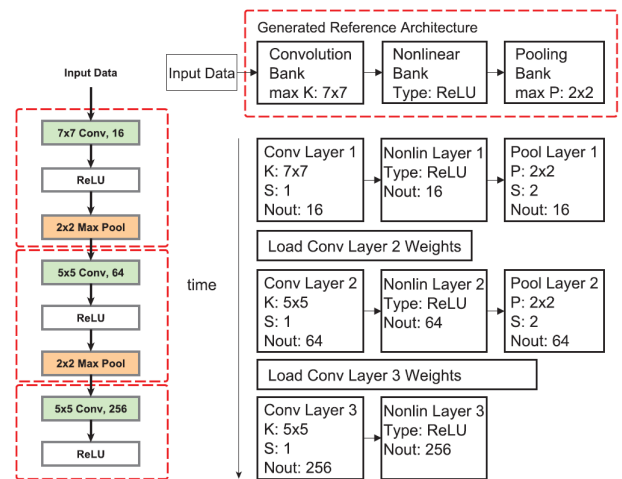 Input Data
7x7 Conv, 16
ReLU
2x2 Max Pool
5x5 Conv, 64
ReLU
2x2 Max Pool
5x5 Conv, 256
ReLU
Generated Reference Architecture
Input Data
Convolution
Bank
max K: 7x7
Nonlinear
Bank
Type: ReLU
Pooling
Bank
max P: 2x2
time
Conv Layer 1
K: 7x7
S: 1
Nout: 16
Nonlin Layer 1
Type: ReLU
Nout: 16
Pool Layer 1
P: 2x2
S: 2
Nout: 16
Load Conv Layer 2 Weights
Conv Layer 2
K: 5x5
S: 1
Nout: 64
Nonlin Layer 2
Type: ReLU
Nout: 64
Pool Layer 2
P: 2x2
S: 2
Nout: 64
Load Conv Layer 3 Weights
Conv Layer 3
K: 5x5
S: 1
Nout: 256
Nonlin Layer 3
Type: ReLU
Nout: 256